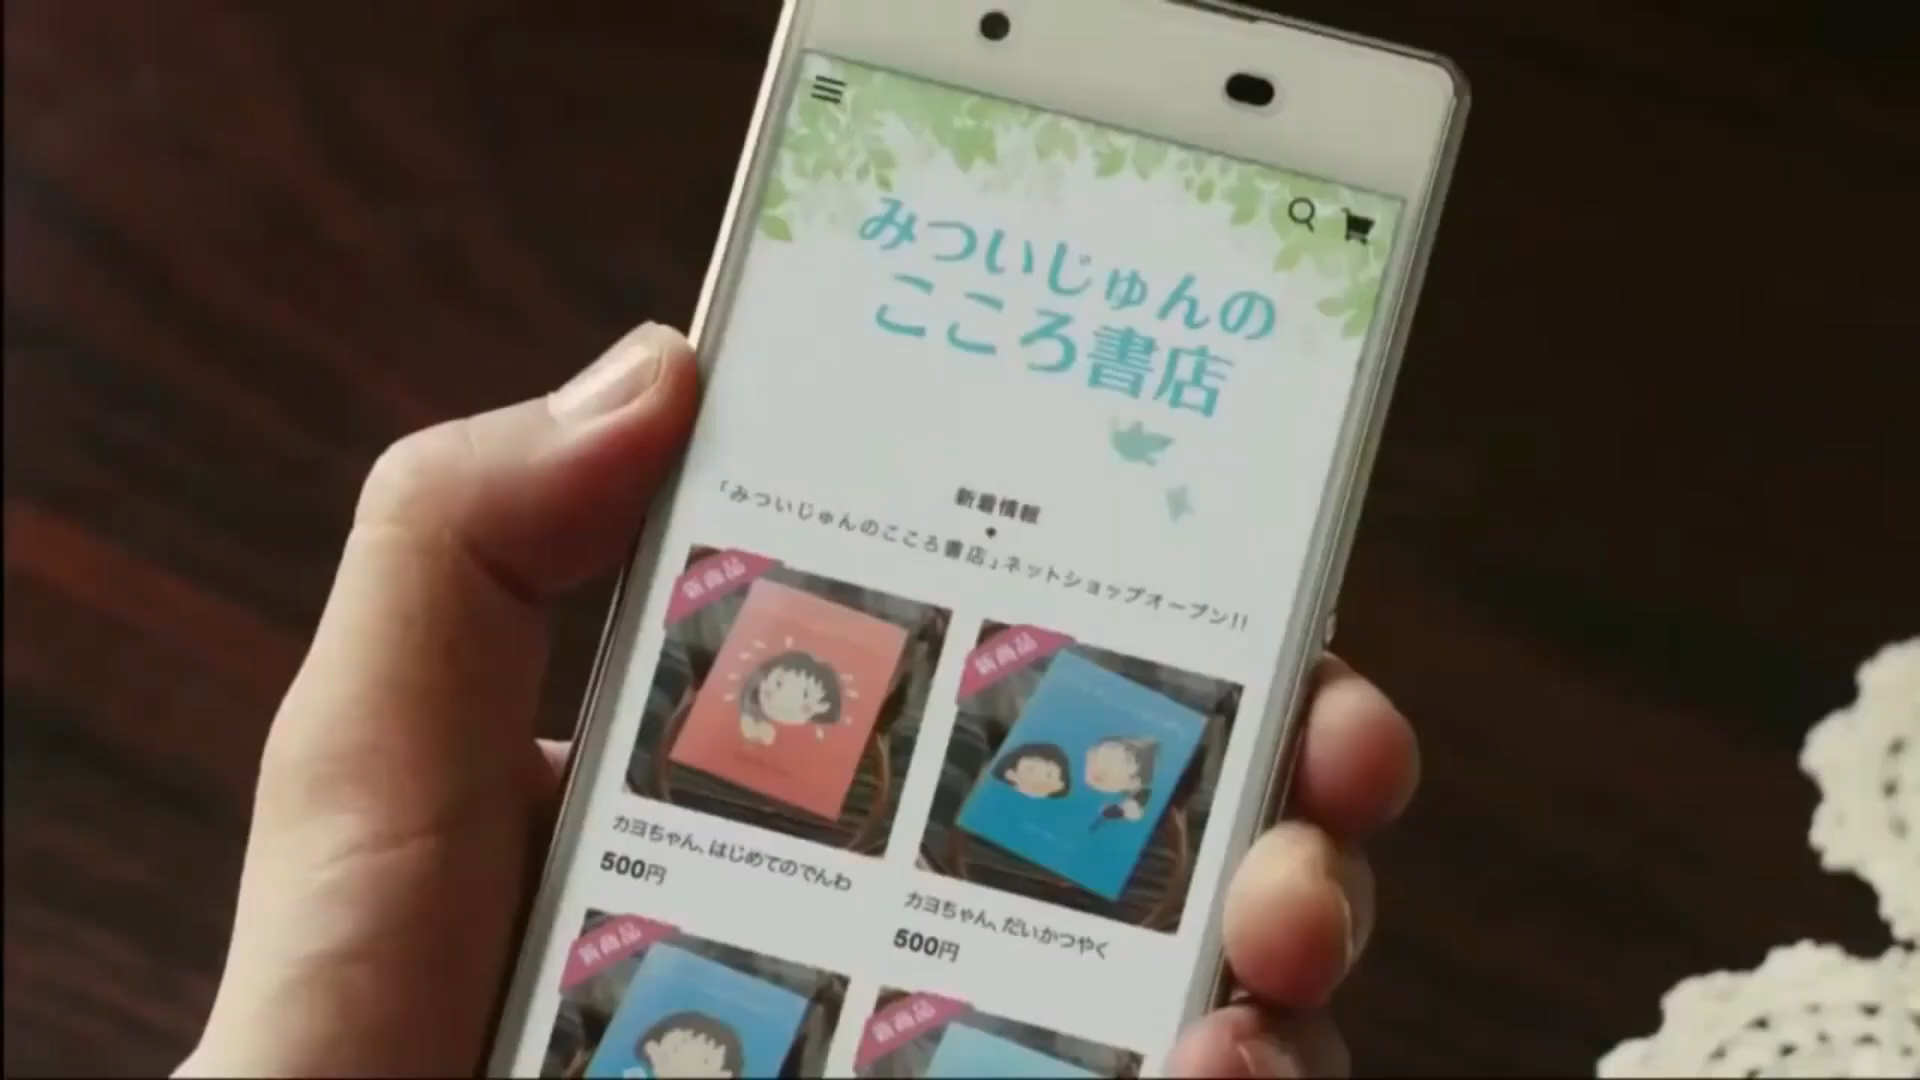 みついじゅんの
こころ書店
新着情報
「みついじゅんのこころ書店」ネットショップオープン!!
新商品
新商品
カヨちゃん、はじめてのでんわ
500円
カヨちゃん、だいかつやく
500円
新商品
新商品